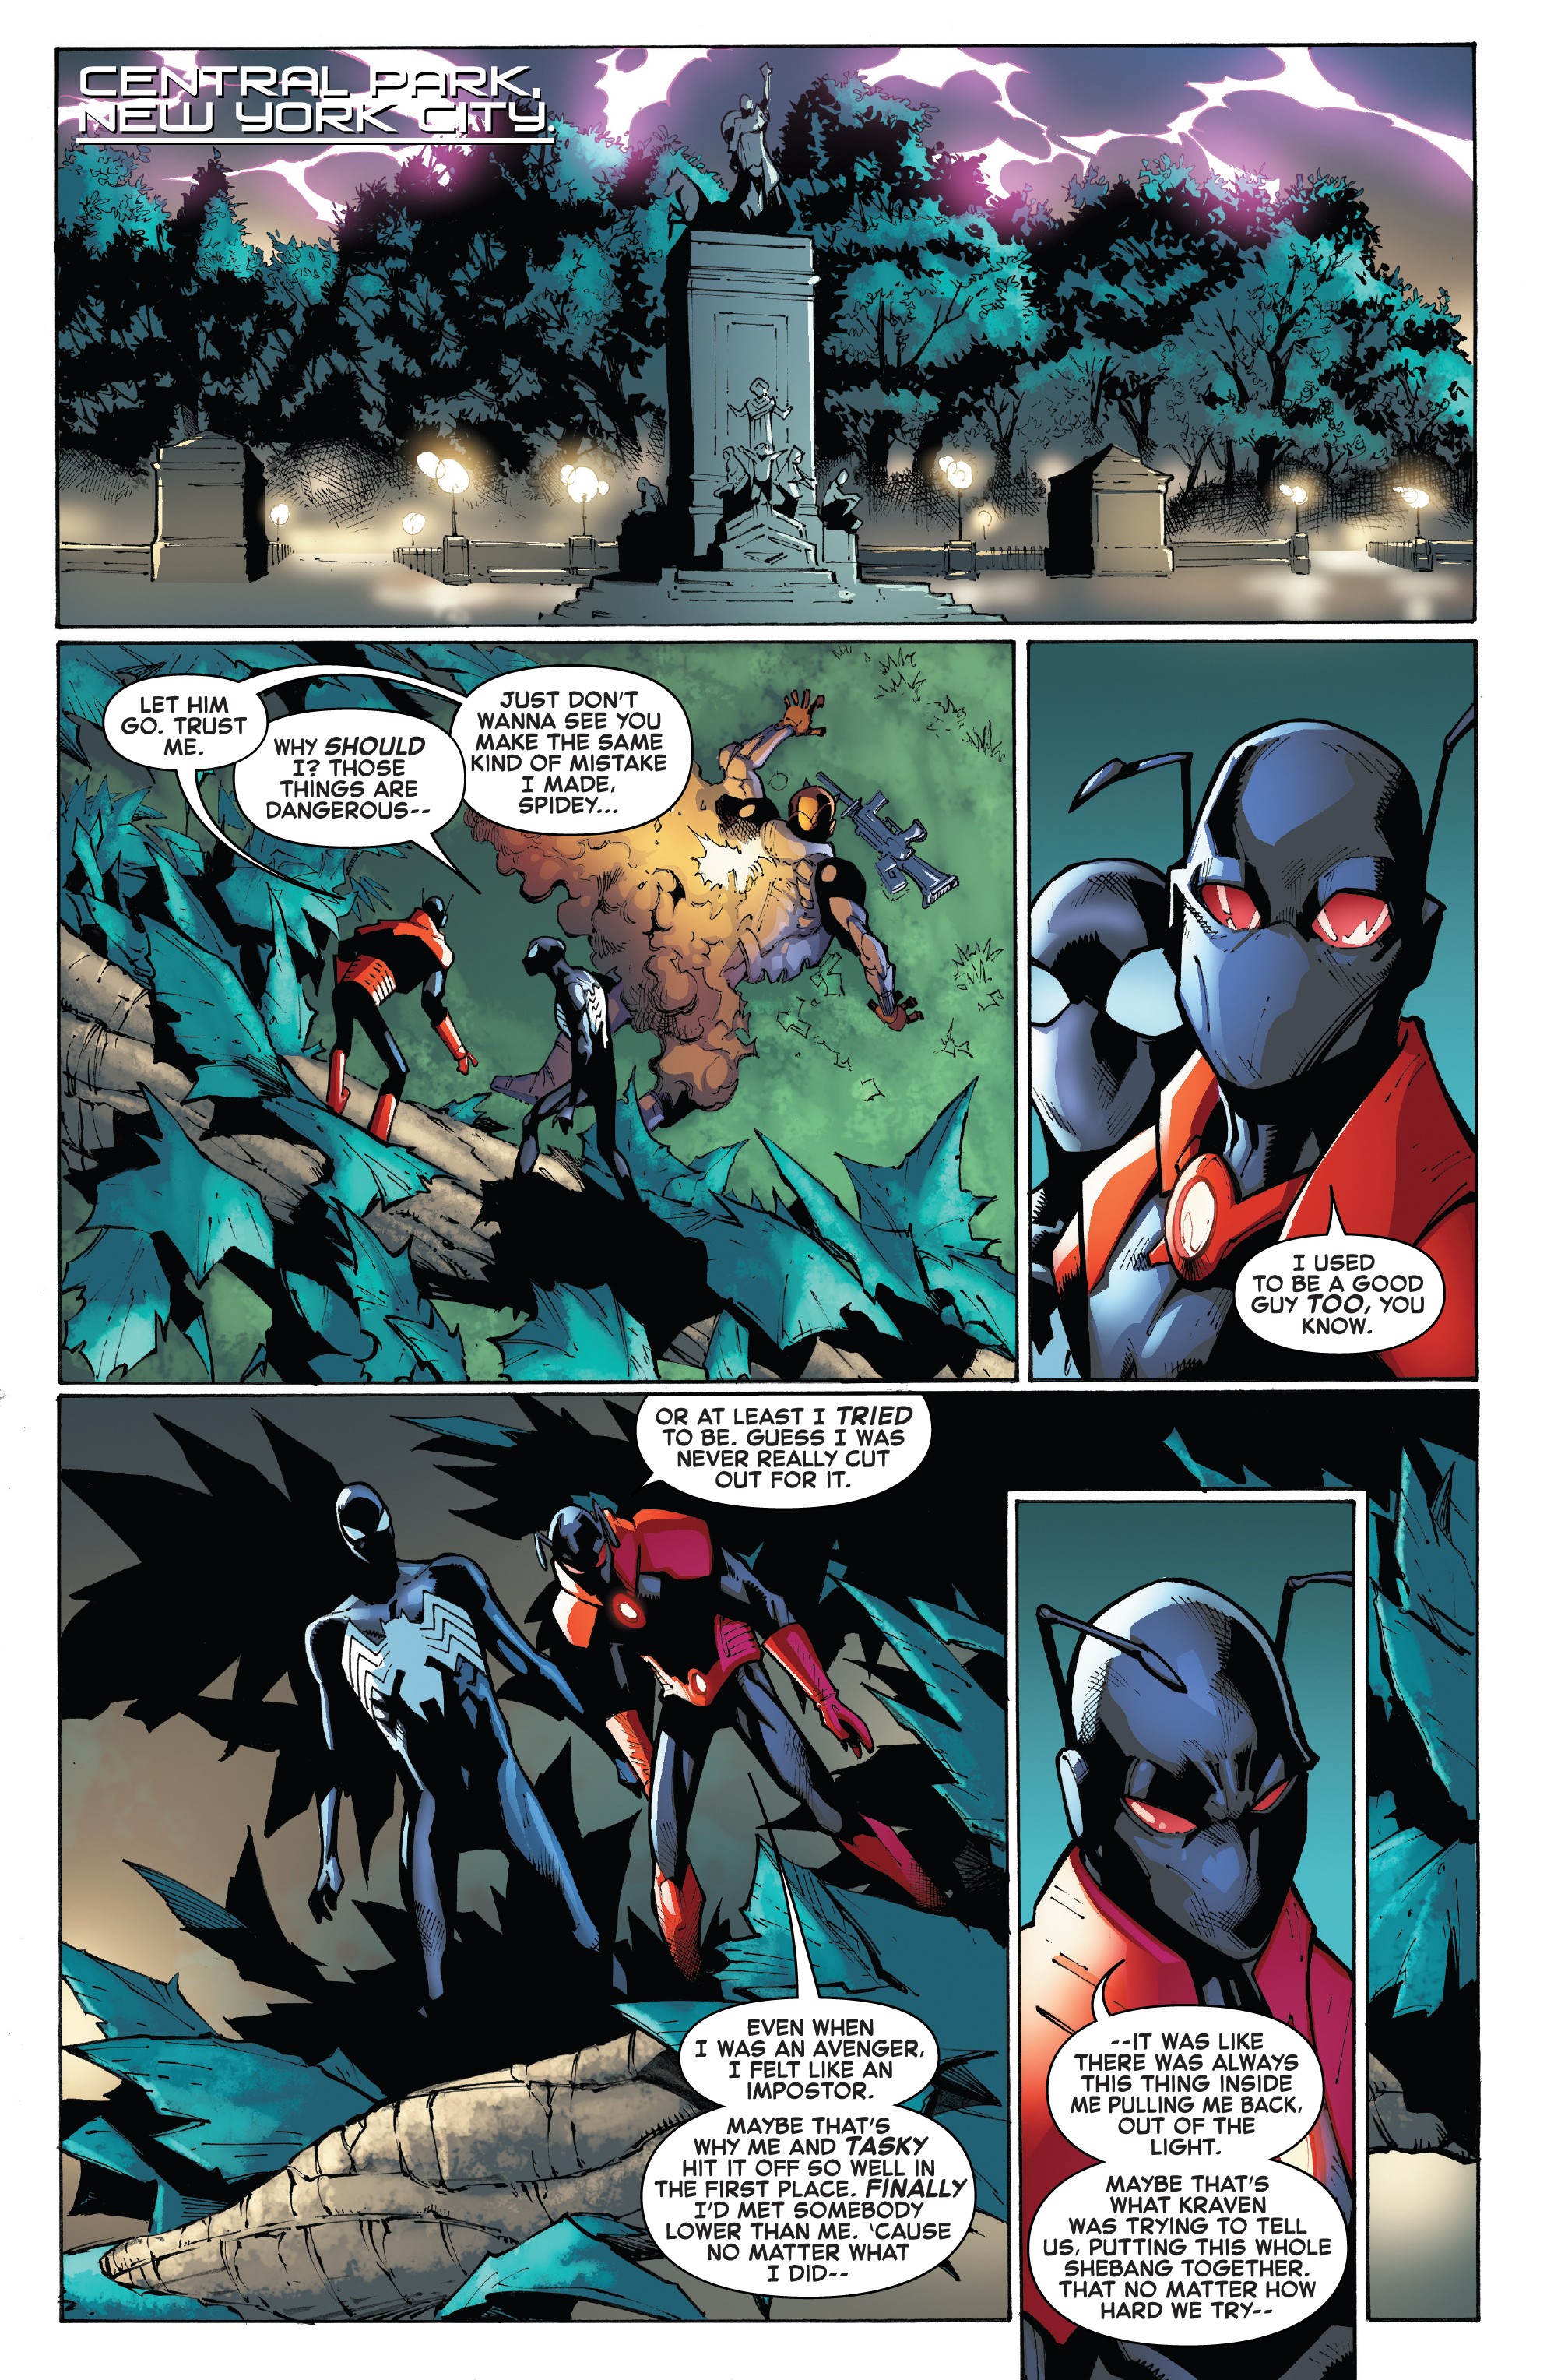 CENTRAL PARK,
NEW YORK CITY.
LET HIM
GO. TRUST
ME.
WHY SHOULD
I? THOSE
THINGS ARE
DANGEROUS--
JUST DON'T
WANNA SEE YOU
MAKE THE SAME
KIND OF MISTAKE
I MADE,
SPIDEY...
I USED
TO BE A GOOD
GUY TOO, YOU
KNOW.
OR AT LEAST I TRIED
TO BE. GUESS I WAS
NEVER REALLY CUT
OUT FOR IT.
EVEN WHEN
I WAS AN AVENGER,
I FELT LIKE AN
IMPOSTOR.
MAYBE THAT'S
WHY ME AND TASKY
HIT IT OFF SO WELL IN
THE FIRST PLACE. FINALLY
I'D MET SOMEBODY
LOWER THAN ME. 'CAUSE
NO MATTER WHAT
I DID--
--IT WAS LIKE
THERE WAS ALWAYS
THIS THING INSIDE
ME PULLING ME BACK,
OUT OF THE
LIGHT.
MAYBE THAT'S
WHAT KRAVEN
WAS TRYING TO TELL
US, PUTTING THIS WHOLE
SHEBANG TOGETHER.
THAT NO MATTER HOW
HARD WE TRY--